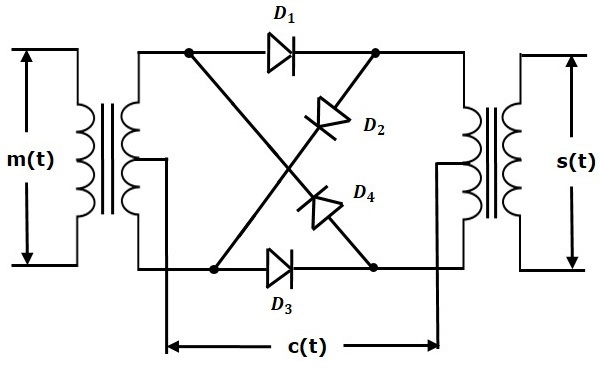 D₁
D₂
m(t)
s(t)
D₄
D₃
c(t)